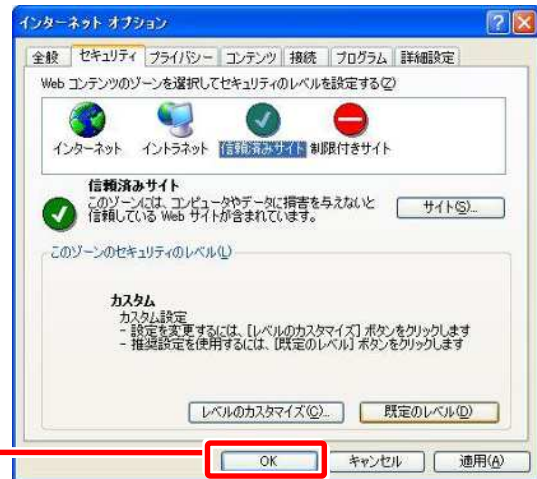 インターネット オプション
全般 セキュリティ プライバシー コンテンツ 接続 プログラム 詳細設定
Web コンテンツのゾーンを選択してセキュリティのレベルを設定する(Z)
インターネット イントラネット 信頼済みサイト 制限付きサイト
信頼済みサイト
このゾーンには、コンピュータやデータに損害を与えないと
信頼している Web サイトが含まれています。
サイト(S)...
このゾーンのセキュリティのレベル(L)
カスタム
カスタム設定
- 設定を変更するには、[レベルのカスタマイズ] ボタンをクリックします
- 推奨設定を使用するには、[既定のレベル] ボタンをクリックします
レベルのカスタマイズ(C)... 既定のレベル(D)
OK キャンセル 適用(A)